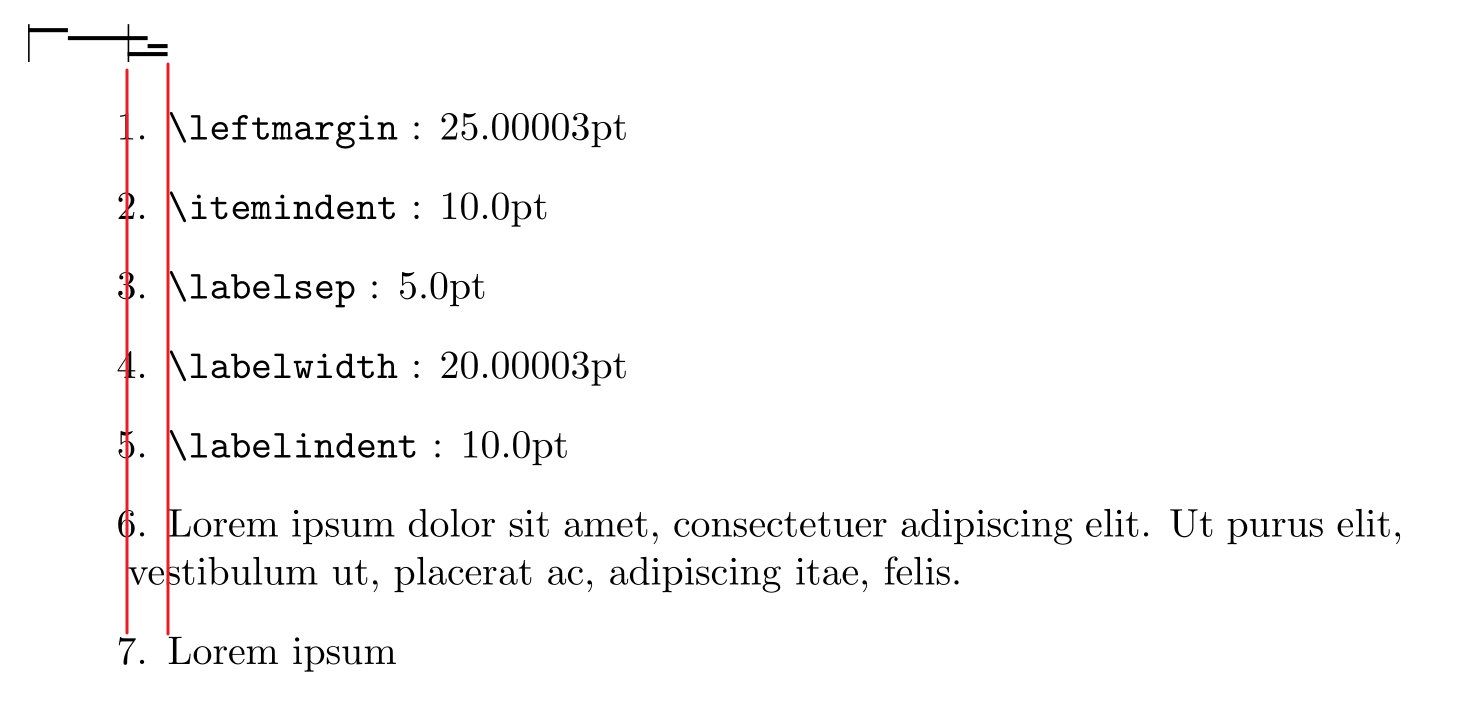 1. \leftmargin : 25.00003pt
2. \itemindent : 10.0pt
3. \labelsep : 5.0pt
4. \labelwidth : 20.00003pt
5. \labelindent : 10.0pt
6. Lorem ipsum dolor sit amet, consectetuer adipiscing elit. Ut purus elit,
vestibulum ut, placerat ac, adipiscing itae, felis.
7. Lorem ipsum